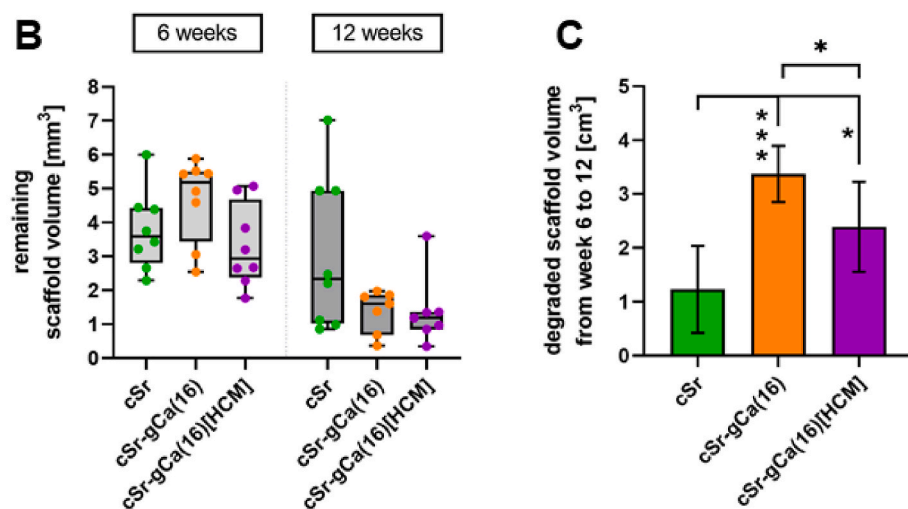 B
6 weeks
12 weeks
remaining
scaffold volume [mm³]
8
7
6
5
4
3
2
1
0
cSr
cSr-gCa(16)
cSr-gCa(16)[HCM]
cSr
cSr-gCa(16)
cSr-gCa(16)[HCM]
C
degraded scaffold volume
from week 6 to 12 [cm³]
5
4
3
2
1
0
*
***
*
cSr
cSr-gCa(16)
cSr-gCa(16)[HCM]